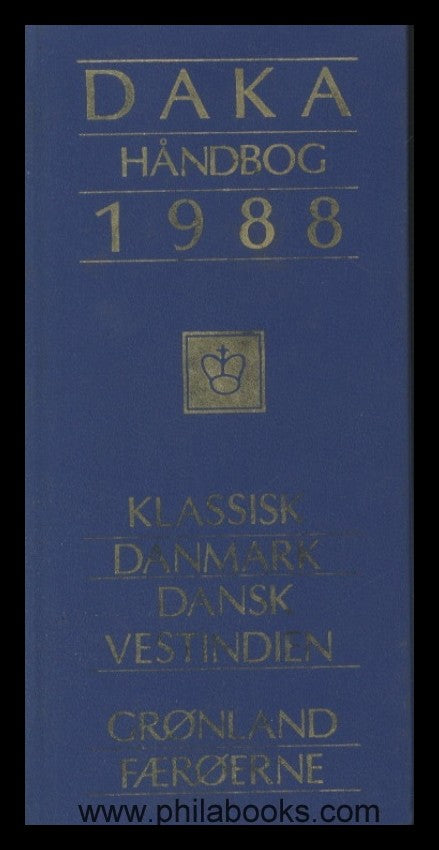 DAKA
HÅNDBOG
1988
KLASSISK
DANMARK
DANSK
VESTINDIEN
GRØNLAND
FÆRØERNE
www.philabooks.com